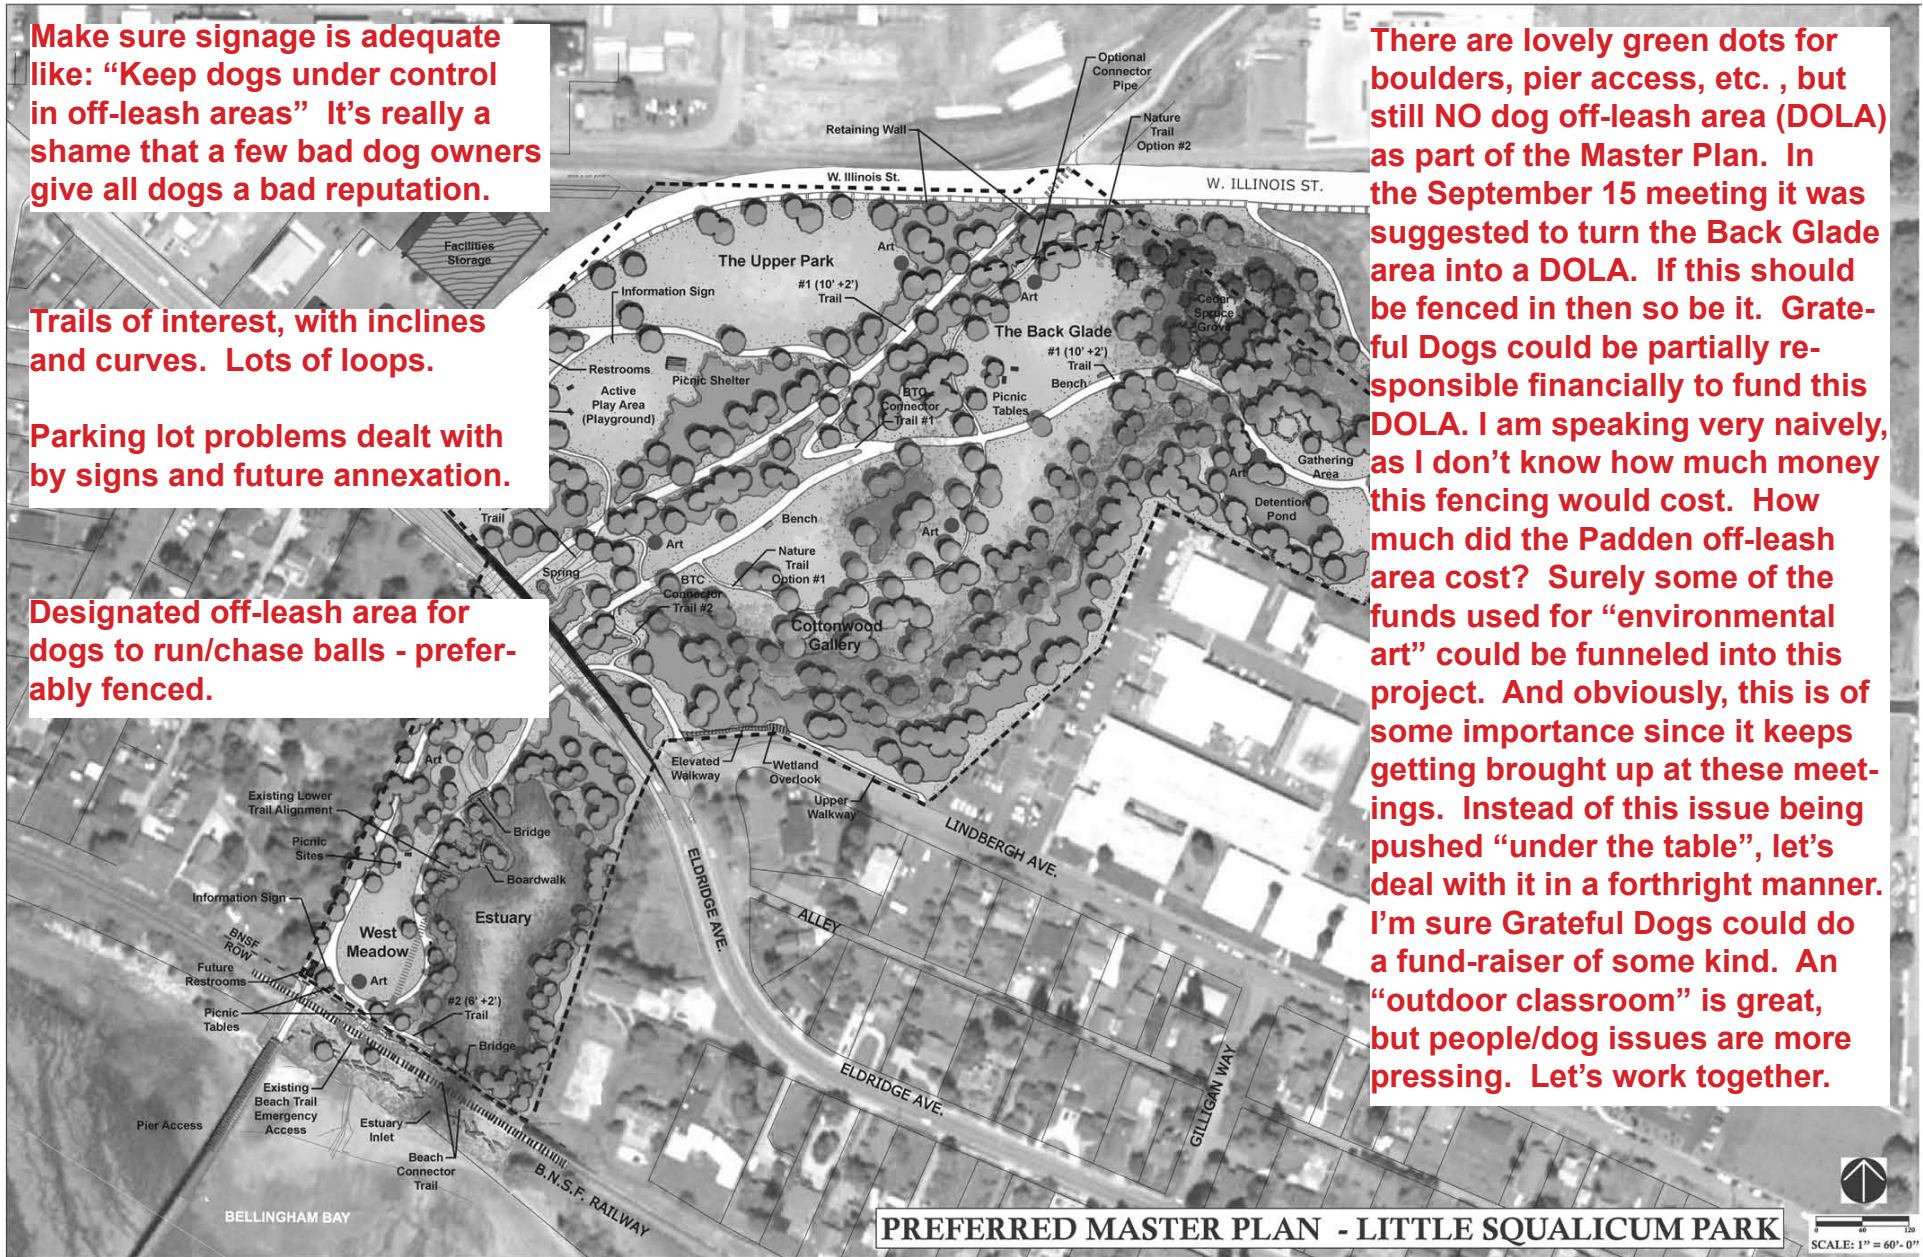 Make sure signage is adequate
like: “Keep dogs under control
in off-leash areas” It’s really a
shame that a few bad dog owners
give all dogs a bad reputation.
Trails of interest, with inclines
and curves. Lots of loops.
Parking lot problems dealt with
by signs and future annexation.
Designated off-leash area for
dogs to run/chase balls - prefer-
ably fenced.
There are lovely green dots for
boulders, pier access, etc. , but
still NO dog off-leash area (DOLA)
as part of the Master Plan. In
the September 15 meeting it was
suggested to turn the Back Glade
area into a DOLA. If this should
be fenced in then so be it. Grate-
ful Dogs could be partially re-
sponsible financially to fund this
DOLA. I am speaking very naively,
as I don’t know how much money
this fencing would cost. How
much did the Padden off-leash
area cost? Surely some of the
funds used for “environmental
art” could be funneled into this
project. And obviously, this is of
some importance since it keeps
getting brought up at these meet-
ings. Instead of this issue being
pushed “under the table”, let’s
deal with it in a forthright manner.
I’m sure Grateful Dogs could do
a fund-raiser of some kind. An
“outdoor classroom” is great,
but people/dog issues are more
pressing. Let’s work together.
Optional
Connector
Pipe
Nature
Trail
Option #2
Retaining Wall
W. Illinois St.
W. ILLINOIS ST.
Facilities
Storage
Art
The Upper Park
#1 (10' +2')
Trail
Information Sign
Art
Cedar
Spruce
Grove
The Back Glade
#1 (10' +2')
Trail
Bench
Restrooms
Picnic Shelter
Active
Play Area
(Playground)
BTC
Connector
Trail #1
Picnic
Tables
Gathering
Area
Art
Detention
Pond
Trail
Bench
Art
Art
Spring
Nature
Trail
Option #1
BTC
Connector
Trail #2
Cottonwood
Gallery
Elevated
Walkway
Wetland
Overlook
Upper
Walkway
LINDBERGH AVE.
ELDRIDGE AVE.
ALLEY
Art
Existing Lower
Trail Alignment
Bridge
Picnic
Sites
Boardwalk
Information Sign
Estuary
West
Meadow
BNSF
ROW
Future
Restrooms
Art
#2 (6' +2')
Trail
Picnic
Tables
Bridge
Existing
Beach Trail
Emergency
Access
Pier Access
Estuary
Inlet
Beach
Connector
Trail
B.N.S.F. RAILWAY
ELDRIDGE AVE.
GILLIGAN WAY
BELLINGHAM BAY
PREFERRED MASTER PLAN - LITTLE SQUALICUM PARK
0 60 120
SCALE: 1" = 60'- 0"